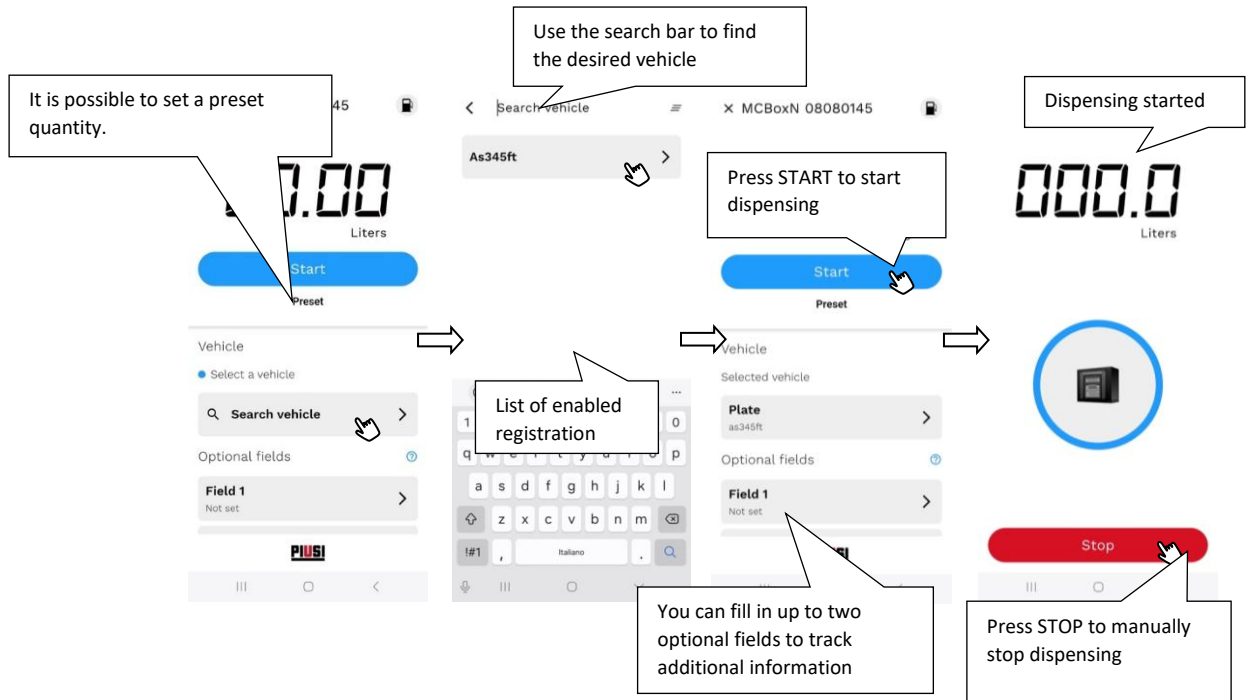 Use the search bar to find
the desired vehicle
It is possible to set a preset
quantity.
45
Liters
Start
Preset
Vehicle
Select a vehicle
Search vehicle
Optional fields
Field 1
Not set
PIUSI
Search vehicle
As345ft
List of enabled
registration
1 0
q w e r t y u i o p
a s d f g h j k l
z x c v b n m
!#1 , Italiano .
× MCBoxN 08080145
Press START to start
dispensing
Start
Preset
Vehicle
Selected vehicle
Plate
as345ft
Optional fields
Field 1
Not set
You can fill in up to two
optional fields to track
additional information
Dispensing started
000.0
Liters
Stop
Press STOP to manually
stop dispensing